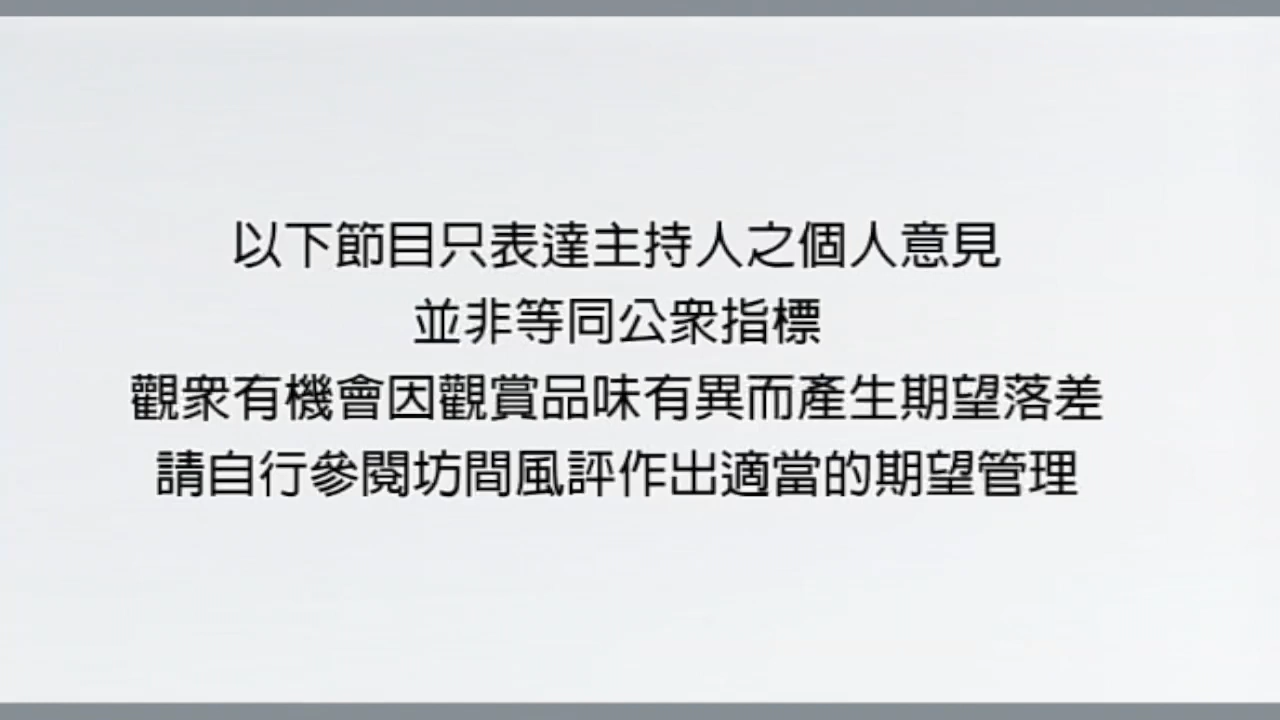 以下節目只表達主持人之個人意見
並非等同公眾指標
觀眾有機會因觀賞品味有異而產生期望落差
請自行參閱坊間風評作出適當的期望管理